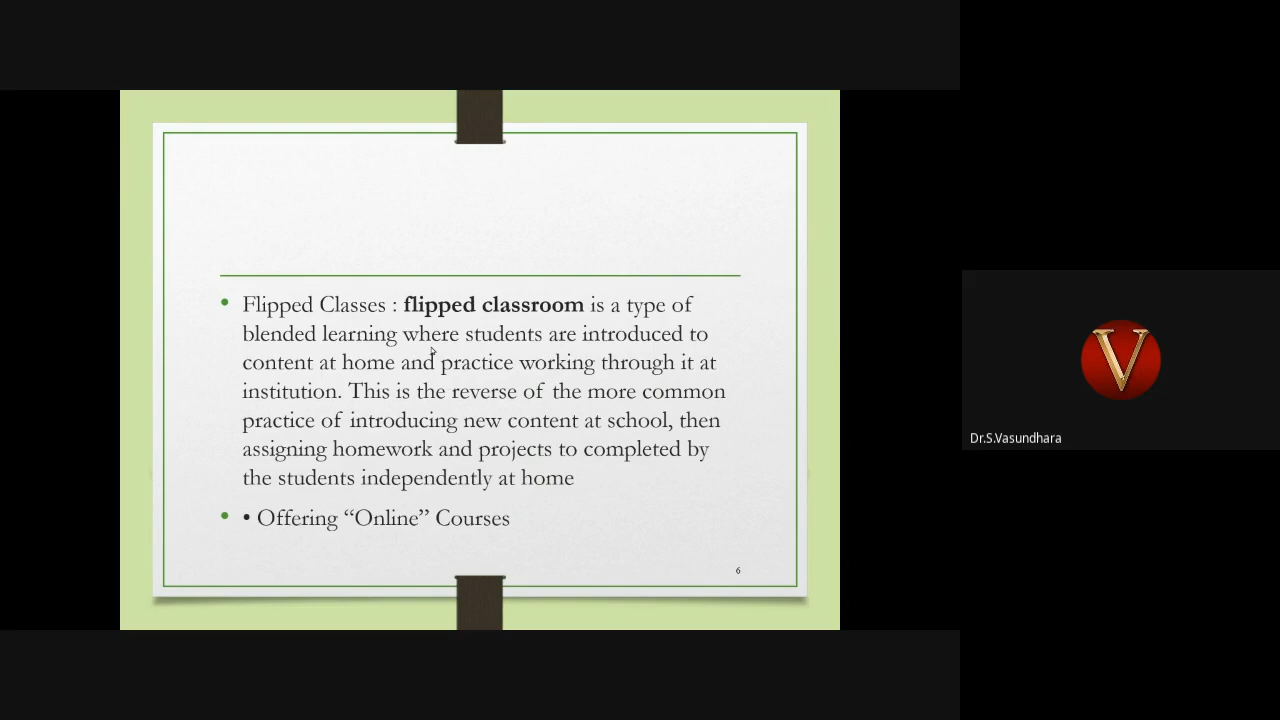 • Flipped Classes : flipped classroom is a type of
blended learning where students are introduced to
content at home and practice working through it at
institution. This is the reverse of the more common
practice of introducing new content at school, then
assigning homework and projects to completed by
the students independently at home
• • Offering “Online” Courses
6
V
Dr.S.Vasundhara